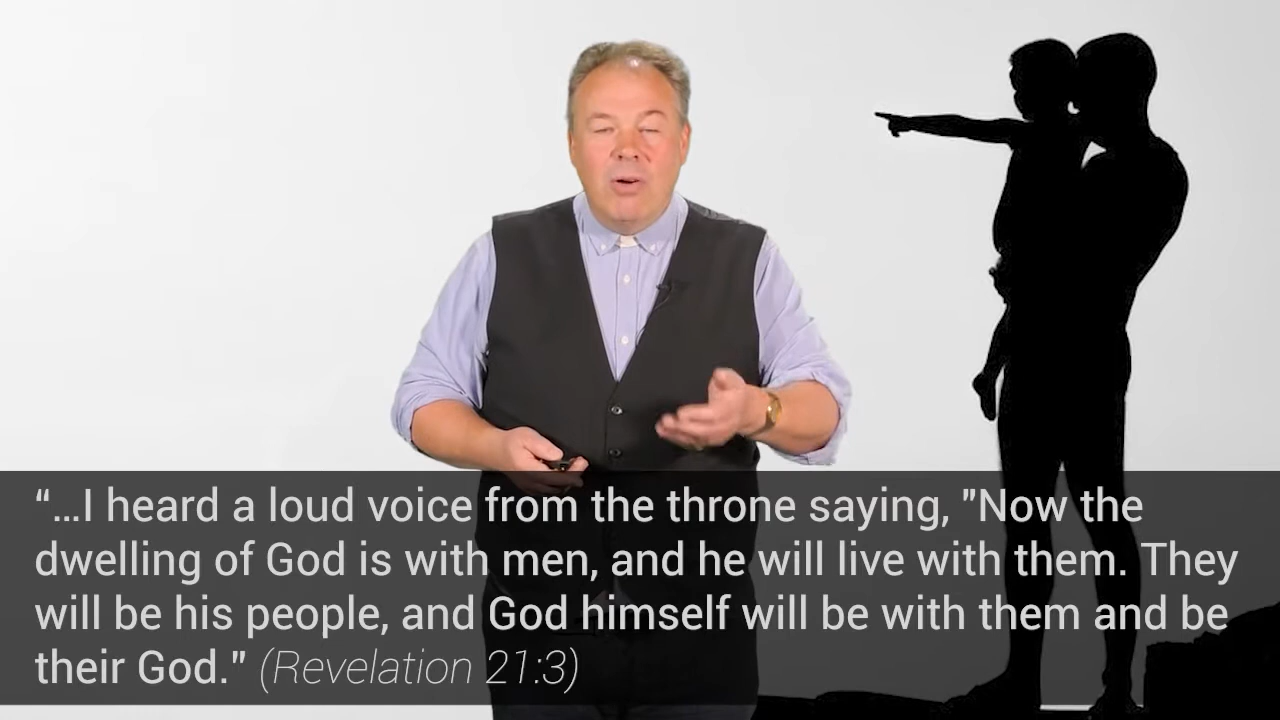 “...I heard a loud voice from the throne saying, "Now the
dwelling of God is with men, and he will live with them. They
will be his people, and God himself will be with them and be
their God." (Revelation 21:3)